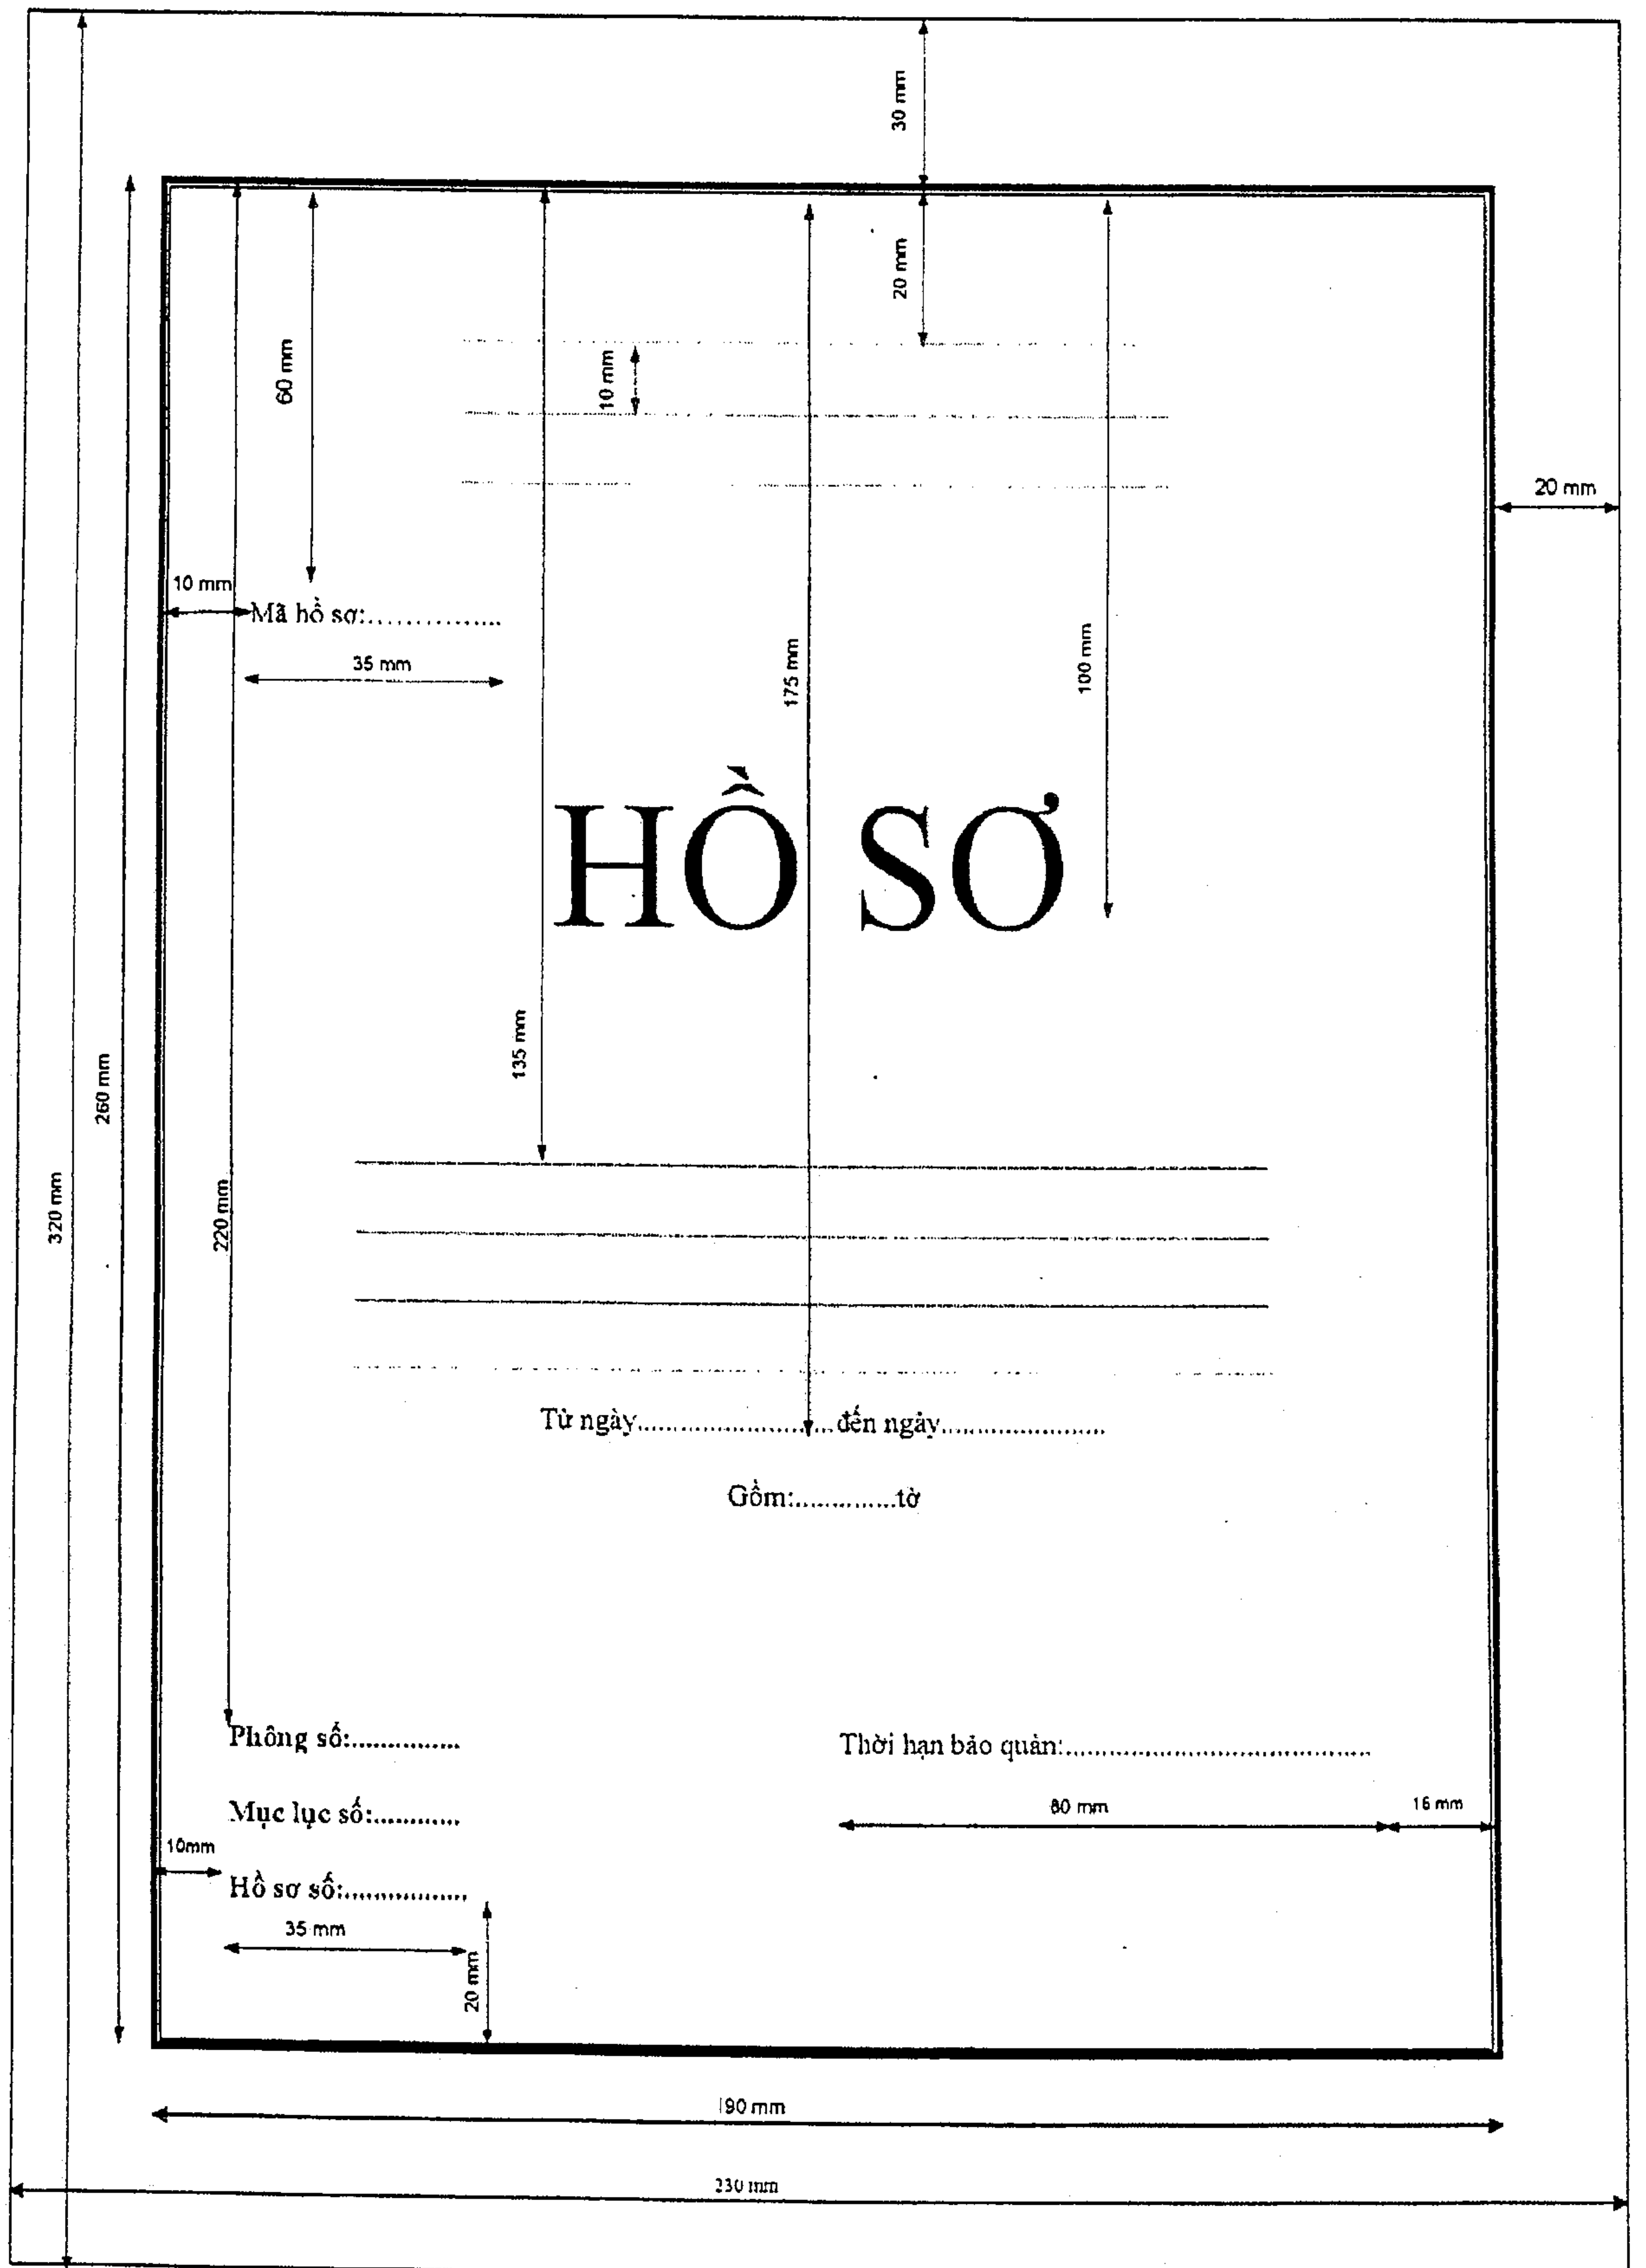 30 mm
20 mm
60 mm
10 mm
20 mm
10 mm
Mã hồ sơ:...............
35 mm
175 mm
100 mm
HỒ SƠ
135 mm
260 mm
320 mm
220 mm
Từ ngày.........................đến ngày.......................
Gồm:..............tờ
Phông số:...............
Thời hạn bảo quản:..........................................
Mục lục số:............
80 mm
16 mm
10mm
Hồ sơ số:.................
35 mm
20 mm
190 mm
230 mm